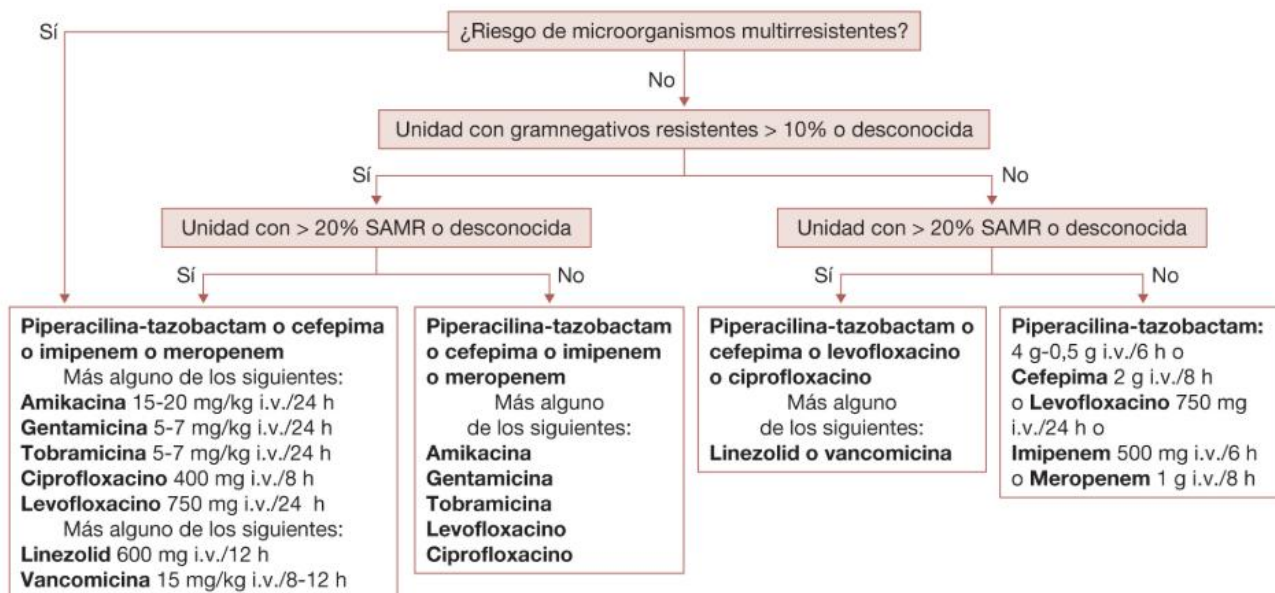 ¿Riesgo de microorganismos multirresistentes?
Sí
No
Unidad con gramnegativos resistentes > 10% o desconocida
Sí
No
Unidad con > 20% SAMR o desconocida
Unidad con > 20% SAMR o desconocida
Sí
No
Sí
No
Piperacilina-tazobactam o cefepima
o imipenem o meropenem
Más alguno de los siguientes:
Amikacina 15-20 mg/kg i.v./24 h
Gentamicina 5-7 mg/kg i.v./24 h
Tobramicina 5-7 mg/kg i.v./24 h
Ciprofloxacino 400 mg i.v./8 h
Levofloxacino 750 mg i.v./24 h
Más alguno de los siguientes:
Linezolid 600 mg i.v./12 h
Vancomicina 15 mg/kg i.v./8-12 h
Piperacilina-tazobactam
o cefepima o imipenem
o meropenem
Más alguno
de los siguientes:
Amikacina
Gentamicina
Tobramicina
Levofloxacino
Ciprofloxacino
Piperacilina-tazobactam o
cefepima o levofloxacino
o ciprofloxacino
Más alguno
de los siguientes:
Linezolid o vancomicina
Piperacilina-tazobactam:
4 g-0,5 g i.v./6 h o
Cefepima 2 g i.v./8 h
o Levofloxacino 750 mg
i.v./24 h o
Imipenem 500 mg i.v./6 h
o Meropenem 1 g i.v./8 h